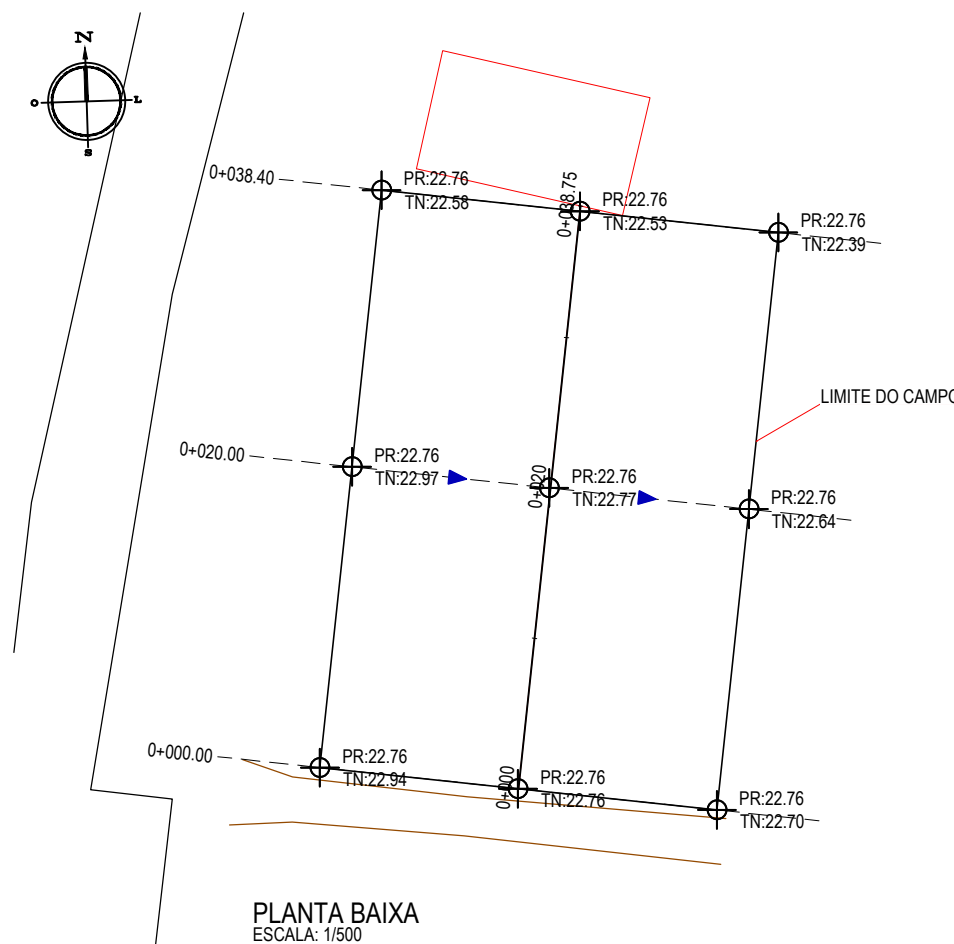 N
O
L
S
0+038.40
PR:22.76
TN:22.58
0+038.75
PR:22.76
TN:22.53
PR:22.76
TN:22.39
LIMITE DO CAMPO
0+020.00
PR:22.76
TN:22.97
0+020
PR:22.76
TN:22.77
PR:22.76
TN:22.64
0+000.00
PR:22.76
TN:22.94
0+000
PR:22.76
TN:22.76
PR:22.76
TN:22.70
PLANTA BAIXA
ESCALA: 1/500